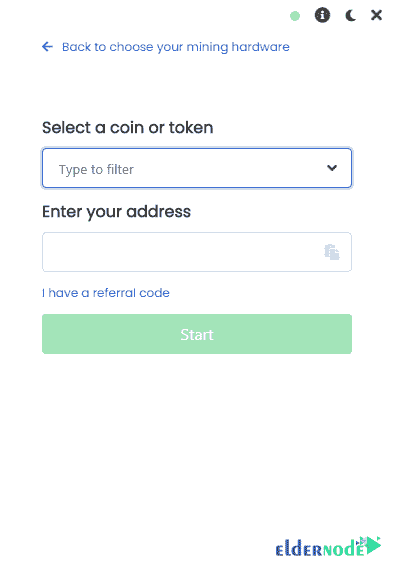 Back to choose your mining hardware
Select a coin or token
Type to filter
Enter your address
I have a referral code
Start
ELDERNODE